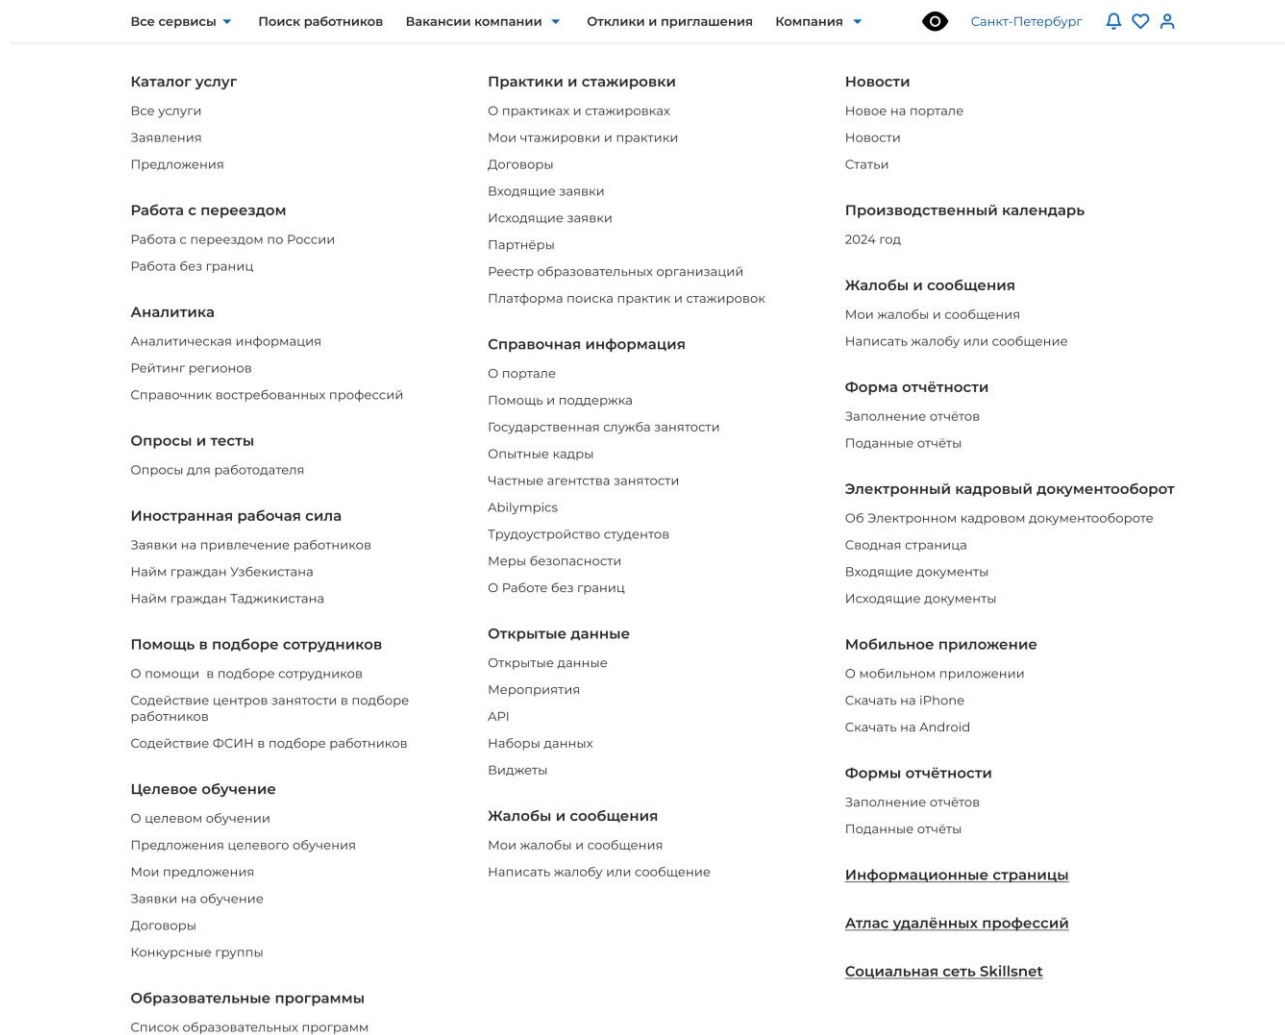 Все сервисы Поиск работников Вакансии компании Отклики и приглашения Компания Санкт-Петербург
Каталог услуг
Все услуги
Заявления
Предложения
Работа с переездом
Работа с переездом по России
Работа без границ
Аналитика
Аналитическая информация
Рейтинг регионов
Справочник востребованных профессий
Опросы и тесты
Опросы для работодателя
Иностранная рабочая сила
Заявки на привлечение работников
Найм граждан Узбекистана
Найм граждан Таджикистана
Помощь в подборе сотрудников
О помощи в подборе сотрудников
Содействие центров занятости в подборе
работников
Содействие ФСИН в подборе работников
Целевое обучение
О целевом обучении
Предложения целевого обучения
Мои предложения
Заявки на обучение
Договоры
Конкурсные группы
Образовательные программы
Список образовательных программ
Практики и стажировки
О практиках и стажировках
Мои чтажировки и практики
Договоры
Входящие заявки
Исходящие заявки
Партнёры
Реестр образовательных организаций
Платформа поиска практик и стажировок
Справочная информация
О портале
Помощь и поддержка
Государственная служба занятости
Опытные кадры
Частные агентства занятости
Abilympics
Трудоустройство студентов
Меры безопасности
О Работе без границ
Открытые данные
Открытые данные
Мероприятия
API
Наборы данных
Виджеты
Жалобы и сообщения
Мои жалобы и сообщения
Написать жалобу или сообщение
Новости
Новое на портале
Новости
Статьи
Производственный календарь
2024 год
Жалобы и сообщения
Мои жалобы и сообщения
Написать жалобу или сообщение
Форма отчётности
Заполнение отчётов
Поданные отчёты
Электронный кадровый документооборот
Об Электронном кадровом документообороте
Сводная страница
Входящие документы
Исходящие документы
Мобильное приложение
О мобильном приложении
Скачать на iPhone
Скачать на Android
Формы отчётности
Заполнение отчётов
Поданные отчёты
Информационные страницы
Атлас удалённых профессий
Социальная сеть Skillsnet